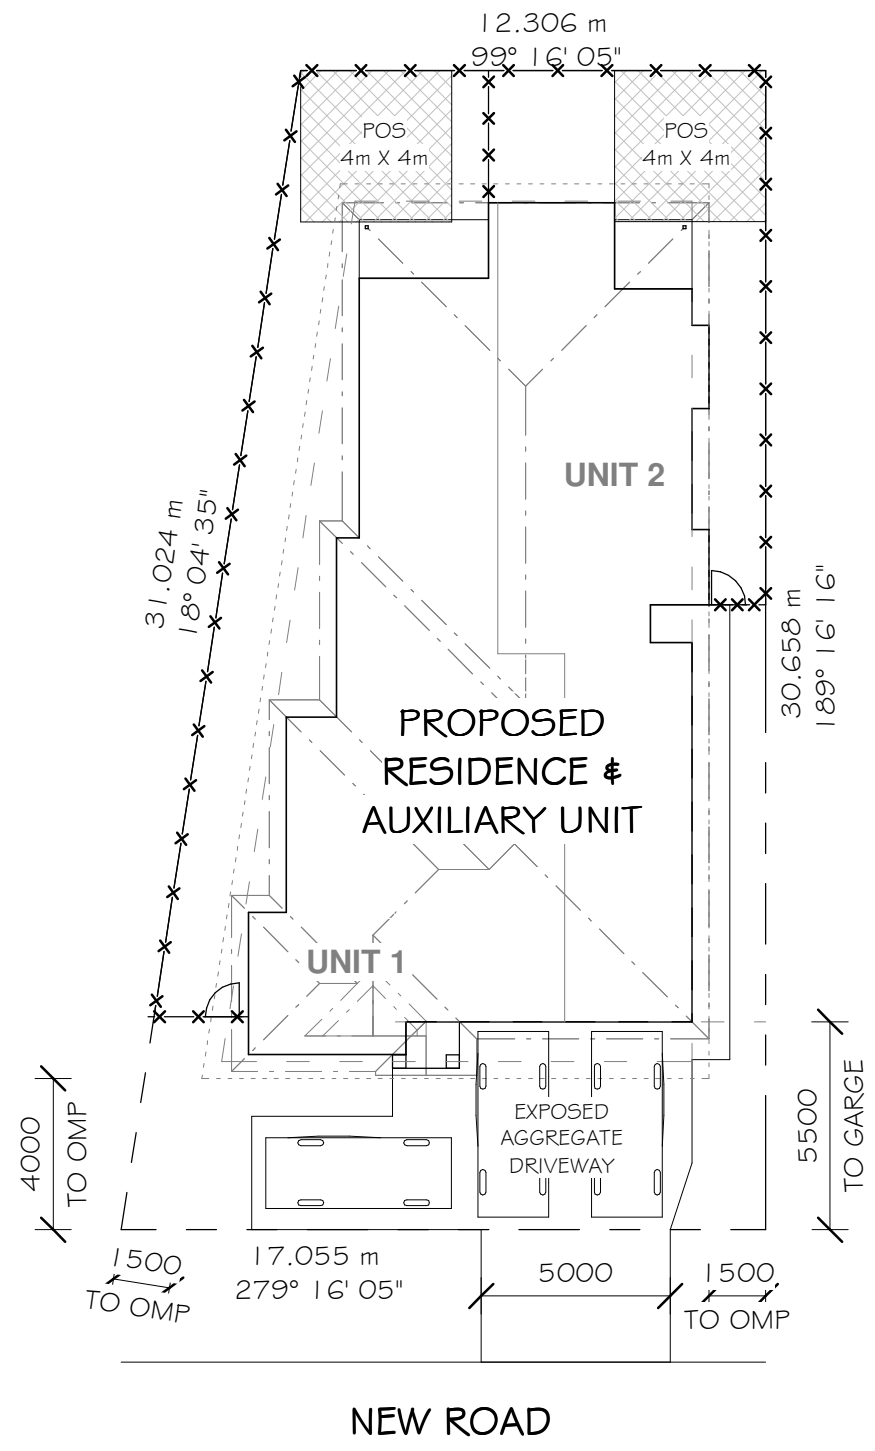 12.306 m
99° 16' 05"
POS
4m X 4m
POS
4m X 4m
UNIT 2
31.024 m
18° 04' 35"
30.658 m
189° 16' 16"
PROPOSED
RESIDENCE &
AUXILIARY UNIT
UNIT 1
4000
TO OMP
EXPOSED
AGGREGATE
DRIVEWAY
5500
TO GARGE
1500
TO OMP
17.055 m
279° 16' 05"
5000
1500
TO OMP
NEW ROAD